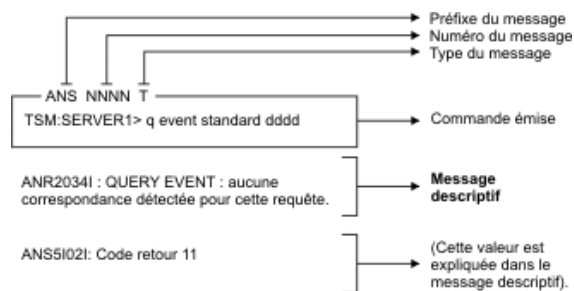 Préfixe du message
Numéro du message
Type du message
ANS NNNN T
TSM:SERVER1> q event standard dddd
Commande émise
ANR2034I : QUERY EVENT : aucune
correspondance détectée pour cette requête.
Message
descriptif
ANS5I02I: Code retour 11
(Cette valeur est
expliquée dans le
message descriptif).